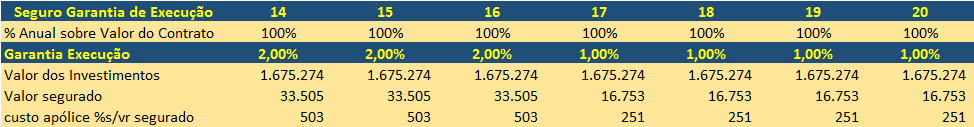 Seguro Garantia de Execução 14 15 16 17 18 19 20
% Anual sobre Valor do Contrato 100% 100% 100% 100% 100% 100% 100%
Garantia Execução 2,00% 2,00% 2,00% 1,00% 1,00% 1,00% 1,00%
Valor dos Investimentos 1.675.274 1.675.274 1.675.274 1.675.274 1.675.274 1.675.274 1.675.274
Valor segurado 33.505 33.505 33.505 16.753 16.753 16.753 16.753
custo apólice %s/vr segurado 503 503 503 251 251 251 251